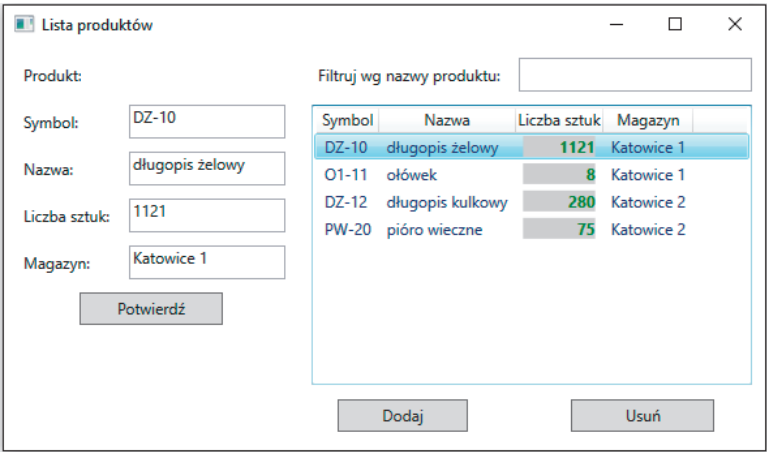 Lista produktów
Produkt:
Symbol: DZ-10
Nazwa: długopis żelowy
Liczba sztuk: 1121
Magazyn: Katowice 1
Potwierdź
Filtruj wg nazwy produktu:
Symbol Nazwa Liczba sztuk Magazyn
DZ-10 długopis żelowy 1121 Katowice 1
O1-11 ołówek 8 Katowice 1
DZ-12 długopis kulkowy 280 Katowice 2
PW-20 pióro wieczne 75 Katowice 2
Dodaj Usuń